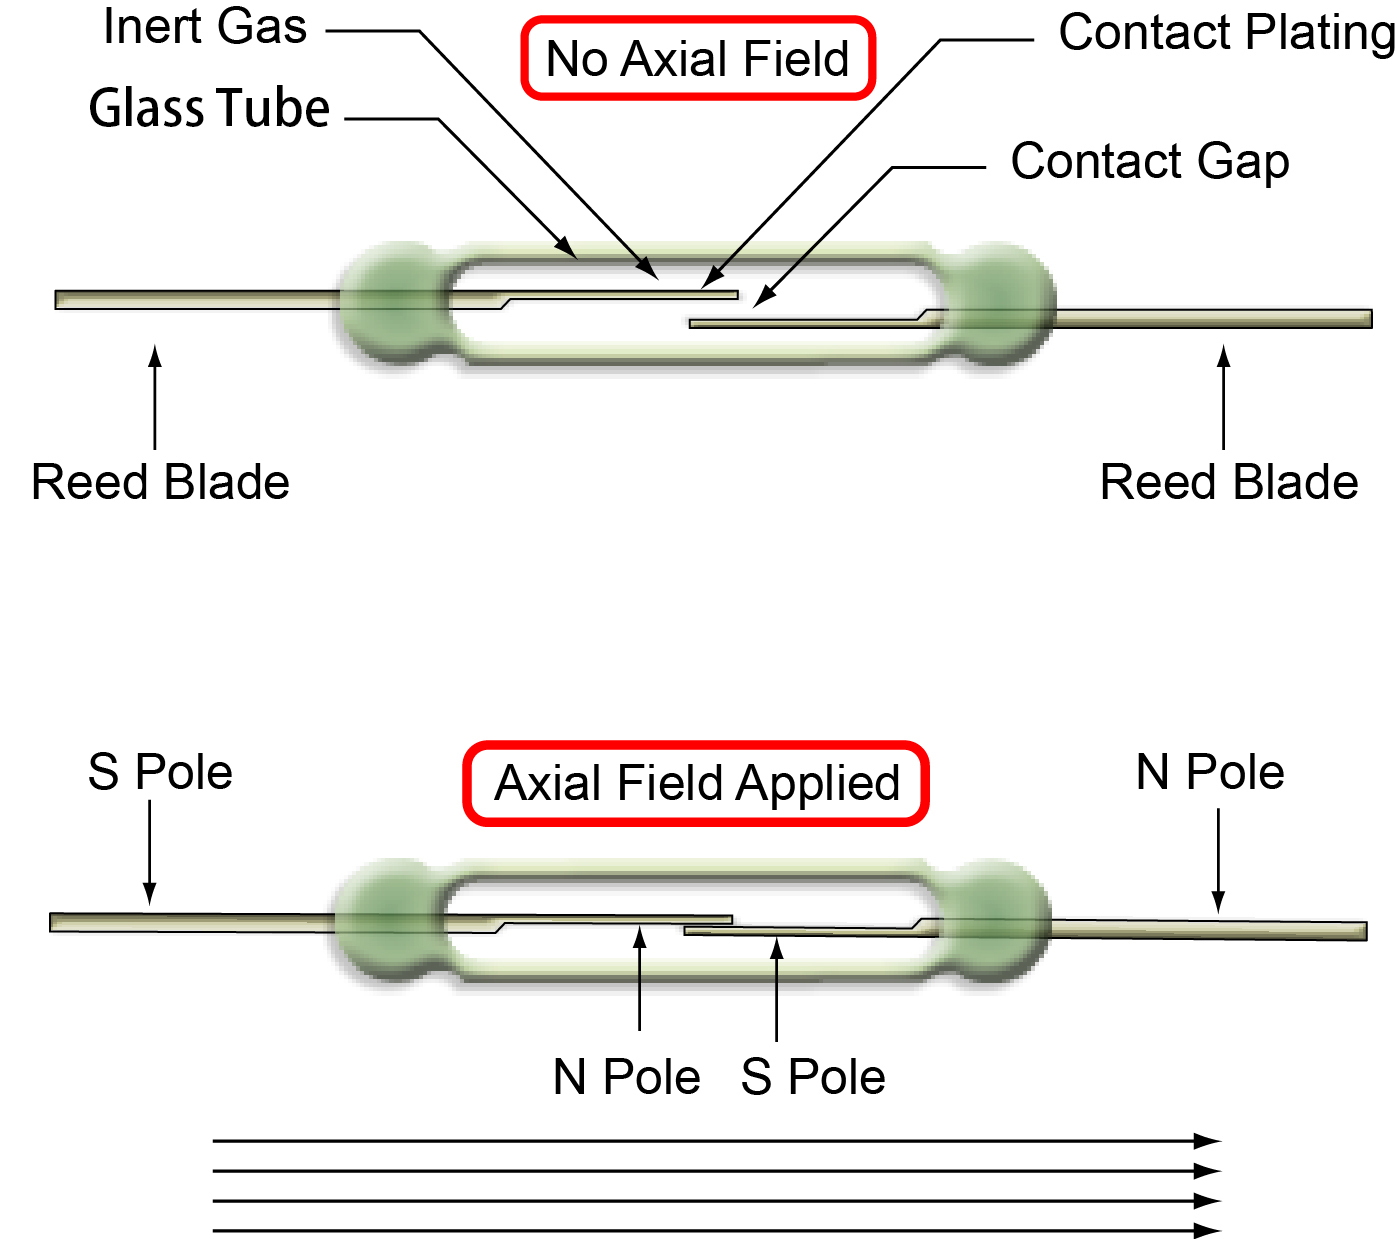 Inert Gas
No Axial Field
Contact Plating
Glass Tube
Contact Gap
Reed Blade
Reed Blade
S Pole
Axial Field Applied
N Pole
N Pole
S Pole